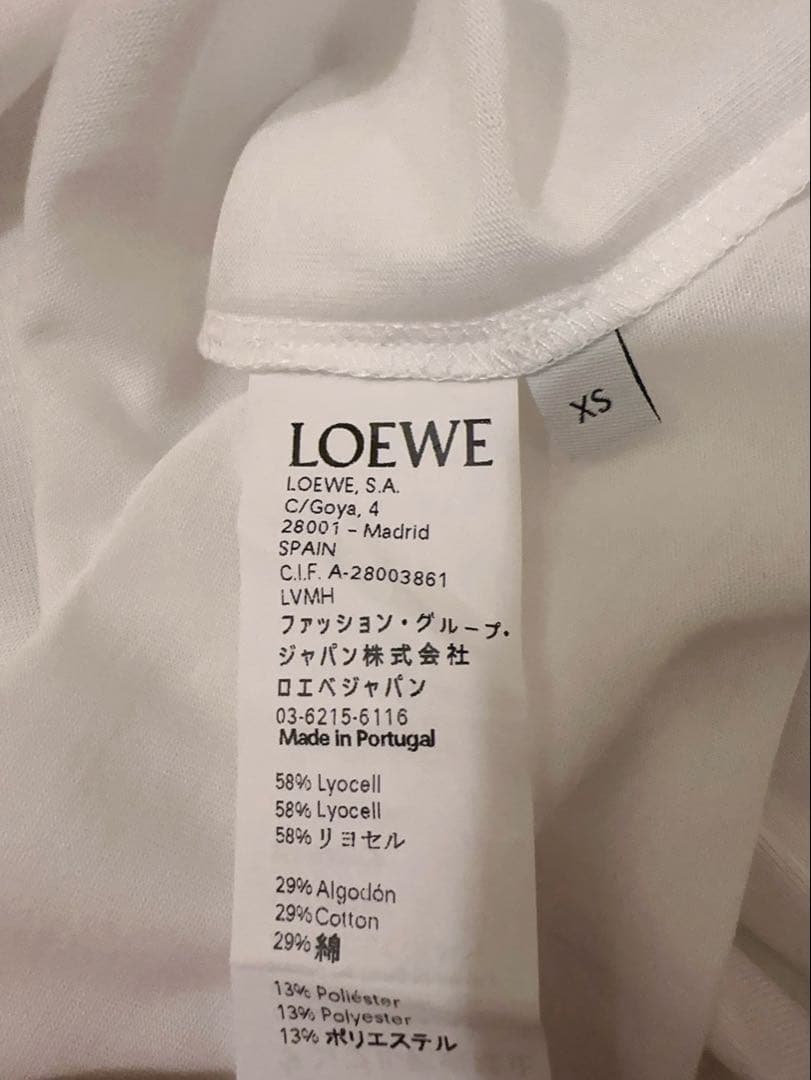 XS
LOEWE
LOEWE, S.A.
C/Goya, 4
28001 – Madrid
SPAIN
C.I.F. A-28003861
LVMH
ファッション・グループ・
ジャパン株式会社
ロエベジャパン
03-6215-6116
Made in Portugal
58% Lyocell
58% Lyocell
58% リヨセル
29% Algodón
29% Cotton
29% 綿
13% Poliéster
13% Polyester
13% ポリエステル